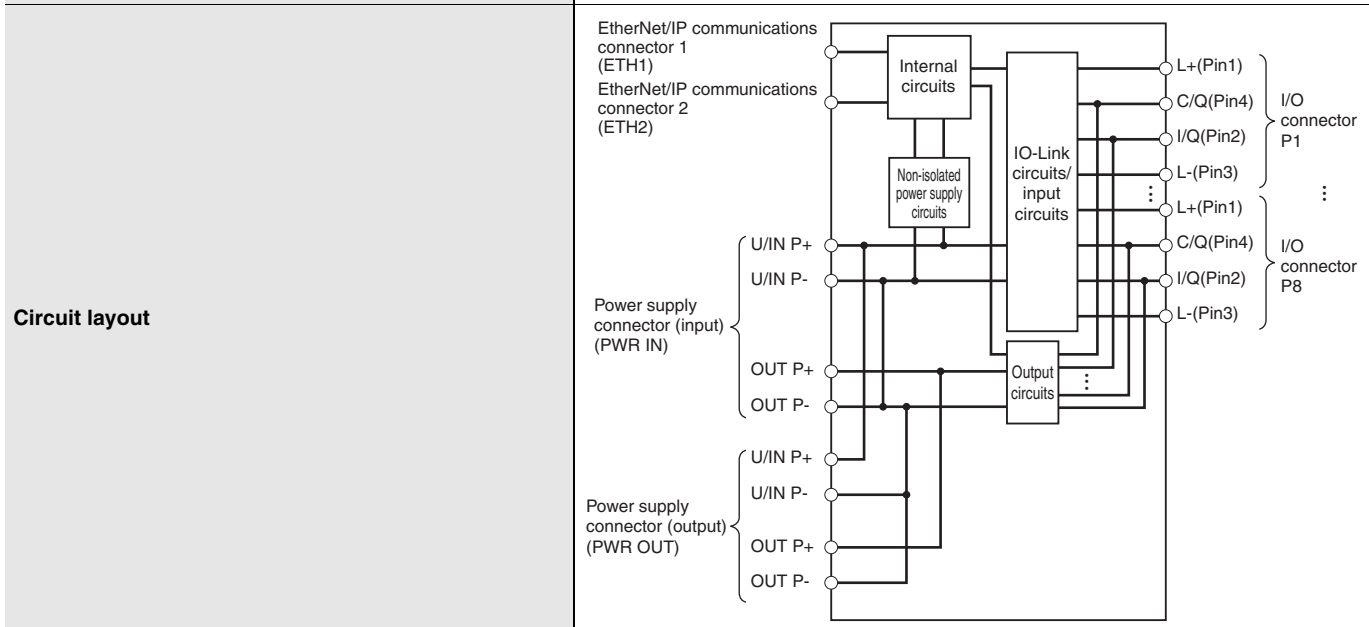 Circuit layout
EtherNet/IP communications
connector 1
(ETH1)
EtherNet/IP communications
connector 2
(ETH2)
Internal
circuits
Non-isolated
power supply
circuits
IO-Link
circuits/
input
circuits
Output
circuits
⋮
Power supply
connector (input)
(PWR IN)
U/IN P+
U/IN P-
OUT P+
OUT P-
Power supply
connector (output)
(PWR OUT)
U/IN P+
U/IN P-
OUT P+
OUT P-
L+(Pin1)
C/Q(Pin4)
I/Q(Pin2)
L-(Pin3)
I/O
connector
P1
⋮
⋮
L+(Pin1)
C/Q(Pin4)
I/Q(Pin2)
L-(Pin3)
I/O
connector
P8